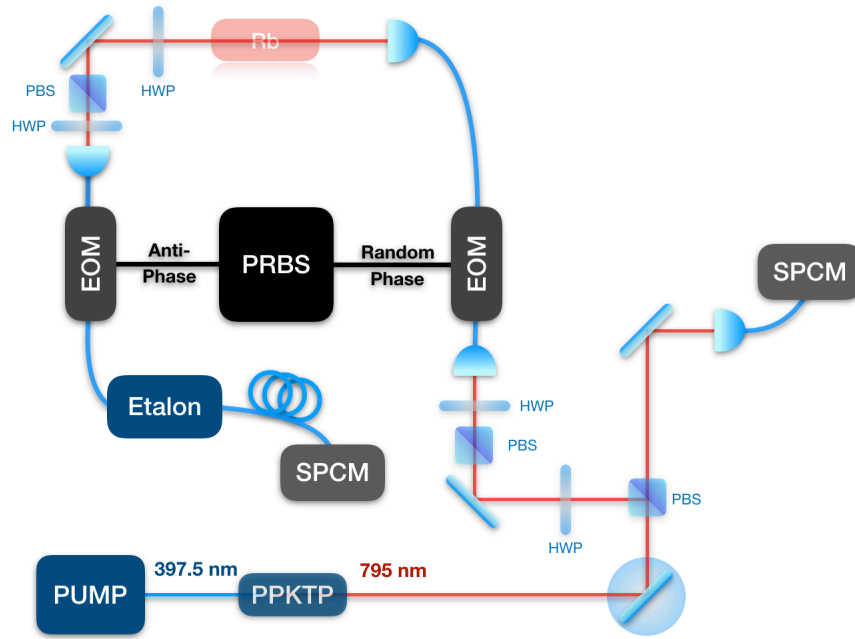 Rb
PBS
HWP
HWP
EOM
Anti-
Phase
PRBS
Random
Phase
EOM
SPCM
Etalon
SPCM
HWP
PBS
HWP
PBS
PUMP
397.5 nm
PPKTP
795 nm